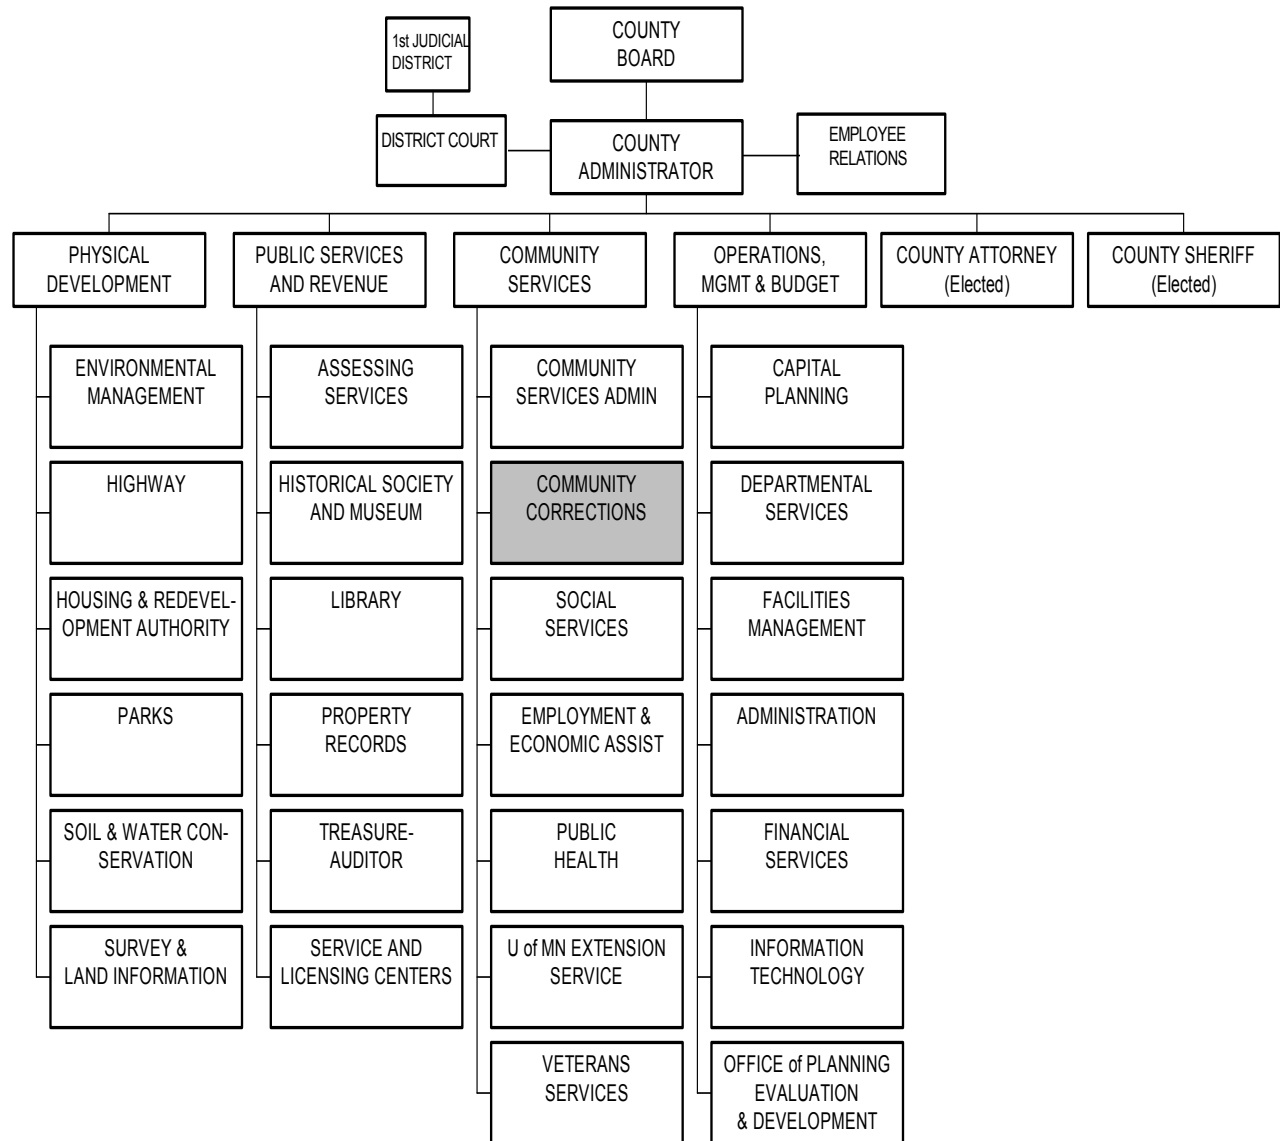 1st JUDICIAL
DISTRICT
COUNTY
BOARD
DISTRICT COURT
COUNTY
ADMINISTRATOR
EMPLOYEE
RELATIONS
PHYSICAL
DEVELOPMENT
PUBLIC SERVICES
AND REVENUE
COMMUNITY
SERVICES
OPERATIONS,
MGMT & BUDGET
COUNTY ATTORNEY
(Elected)
COUNTY SHERIFF
(Elected)
ENVIRONMENTAL
MANAGEMENT
ASSESSING
SERVICES
COMMUNITY
SERVICES ADMIN
CAPITAL
PLANNING
HIGHWAY
HISTORICAL SOCIETY
AND MUSEUM
COMMUNITY
CORRECTIONS
DEPARTMENTAL
SERVICES
HOUSING & REDEVEL-
OPMENT AUTHORITY
LIBRARY
SOCIAL
SERVICES
FACILITIES
MANAGEMENT
PARKS
PROPERTY
RECORDS
EMPLOYMENT &
ECONOMIC ASSIST
ADMINISTRATION
SOIL & WATER CON-
SERVATION
TREASURE-
AUDITOR
PUBLIC
HEALTH
FINANCIAL
SERVICES
SURVEY &
LAND INFORMATION
SERVICE AND
LICENSING CENTERS
U of MN EXTENSION
SERVICE
INFORMATION
TECHNOLOGY
VETERANS
SERVICES
OFFICE of PLANNING
EVALUATION
& DEVELOPMENT